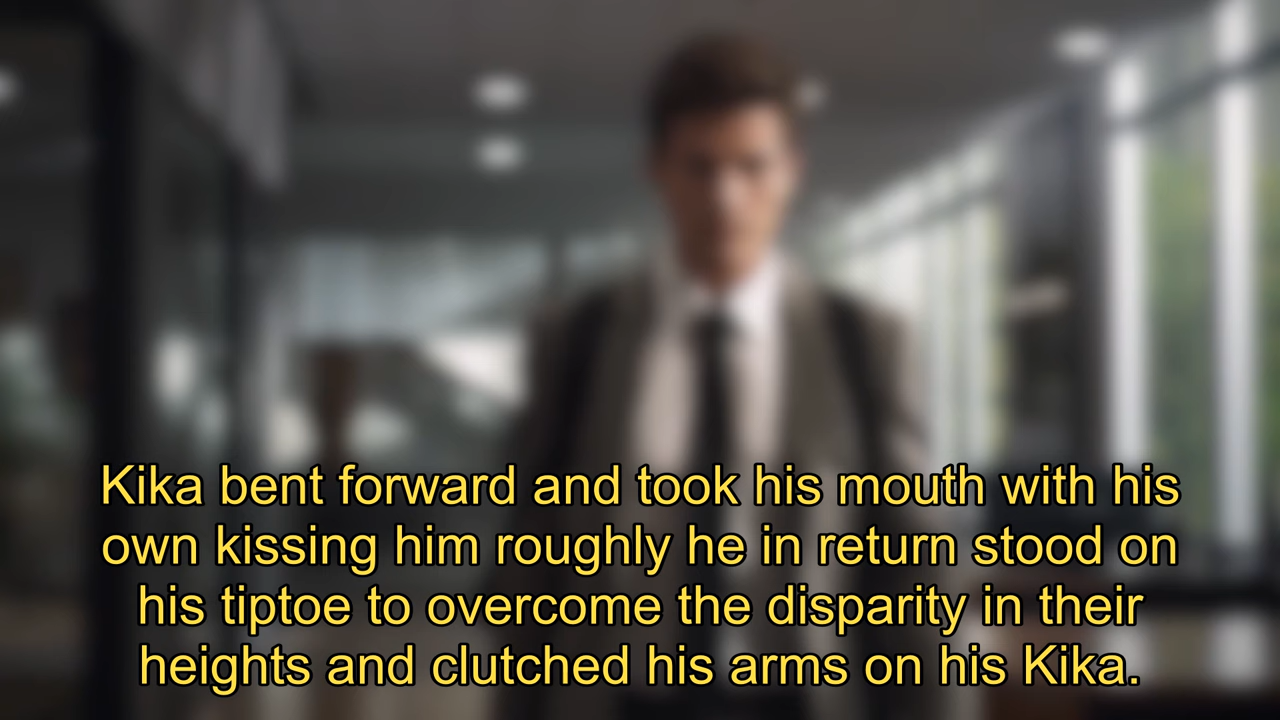 Kika bent forward and took his mouth with his
own kissing him roughly he in return stood on
his tiptoe to overcome the disparity in their
heights and clutched his arms on his Kika.